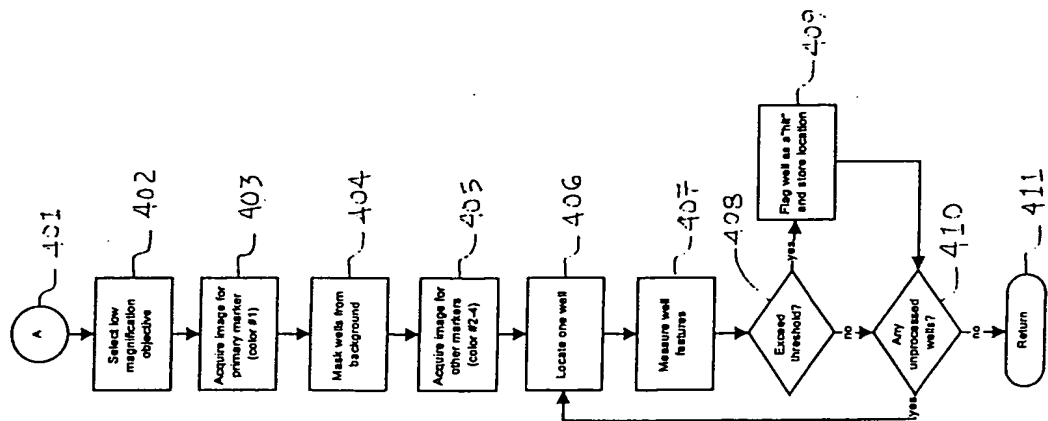 A
401
Select low
magnification
objective
402
Acquire image for
primary marker
(color #1)
403
Mask wells from
background
404
Acquire image for
other markers
(color #2-4)
405
Locate one well
406
Measure well
features
407
Exceed
threshold?
408
yes
no
Flag well as a "hit"
and store location
409
Any
unprocessed
wells?
410
yes
no
Return
411